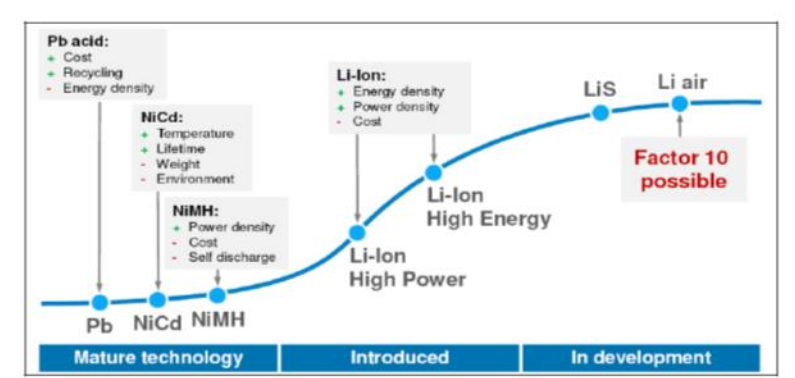 Pb acid:
+ Cost
+ Recycling
- Energy density
NiCd:
+ Temperature
+ Lifetime
- Weight
- Environment
NiMH:
+ Power density
- Cost
- Self discharge
Li-Ion:
+ Energy density
+ Power density
- Cost
LiS
Li air
Factor 10
possible
Li-Ion
High Energy
Li-Ion
High Power
Pb
NiCd
NiMH
Mature technology
Introduced
In development